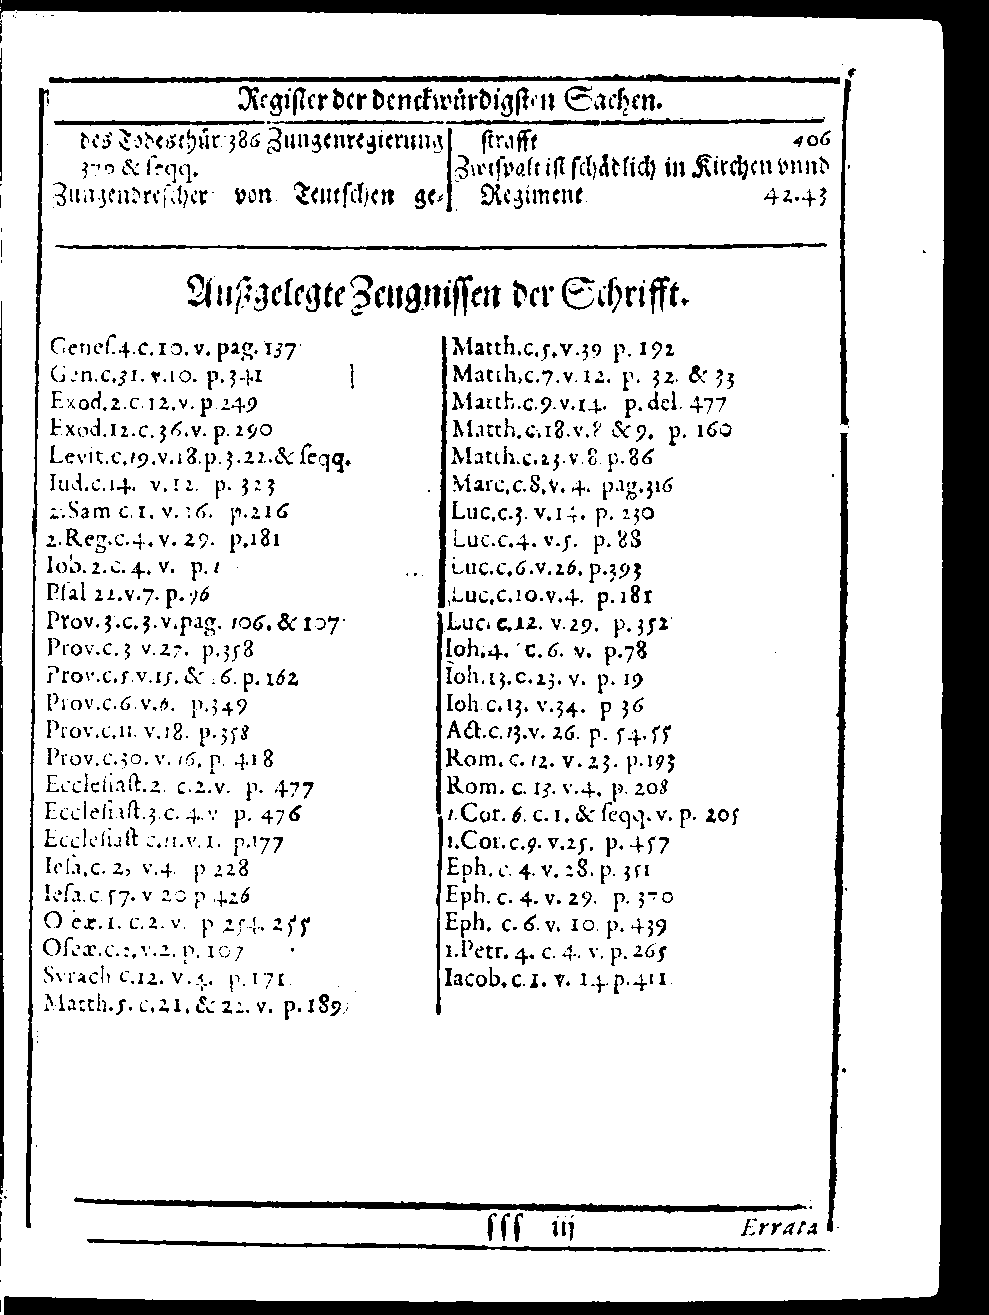 Register der denckwürdigsten Sachen.
des Todesthür 386 Zungenregierung
370 & seqq.
Zungendrescher von Teutschen ge-
strafft 406
Zwispalt ist schädlich in Kirchen vnnd
Regiment 42.43
Außgelegte Zeugnissen der Schrifft.
Genes.4.c.10.v. pag.137
Gen.c.31. v.10. p.341
Exod.2.c.12.v.p.249
Exod.12.c.36.v. p.290
Levit.c.19.v.18.p.3.22.& seqq.
Iud.c.14. v.12. p. 323
2.Sam c.1. v.16. p.216
2.Reg.c.4. v. 29. p.181
Iob.2.c.4. v. p.1
Psal 22.v.7. p.96
Prov.3.c.3.v.pag. 106. & 107
Prov.c.3 v.27. p.358
Prov.c.5.v.15. & 16. p.162
Prov.c.6.v.6. p.349
Prov.c.11. v.18. p.358
Prov.c.30. v.16. p. 418
Ecclesiast.2. c.2.v. p. 477
Ecclesiast.3.c. 4.v p. 476
Ecclesiast c.11.v.1. p.177
Iesa.c. 2, v.4. p 228
Iesa.c.57. v 20 p.426
O eæ.1. c.2. v. p 254. 255
Oseæ.c.2.v.2. p. 107
Syrach c.12. v.3. p.171
Matth.5. c.21. & 22. v. p.189
Matth.c.5.v.39 p. 192
Matth.c.7.v.12. p. 32. & 33
Matth.c.9.v.14. p.del. 477
Matth.c.18.v.8 & 9. p. 160
Matth.c.23.v.8.p.86
Marc.c.8.v. 4. pag.316
Luc.c.3. v.14. p. 230
Luc.c.4. v.5. p. 88
Luc.c.6.v.26. p.393
Luc.c.10.v.4. p.181
Luc. c.12. v.29. p.352
Ioh.4. c.6. v. p.78
Ioh.13.c.23. v. p. 19
Ioh c.13. v.34. p 36
Act.c.13.v. 26. p. 54.55
Rom. c.12. v.23. p.193
Rom. c. 13. v.4. p. 208
1.Cor. 6. c.1. & seqq. v. p. 205
1.Cor.c.9. v.25. p.457
Eph. c. 4. v. 28. p. 351
Eph. c. 4. v. 29. p. 370
Eph. c.6. v. 10. p. 439
1.Petr. 4. c.4. v. p.265
Iacob. c.1. v. 14.p.411
sss iij Errata